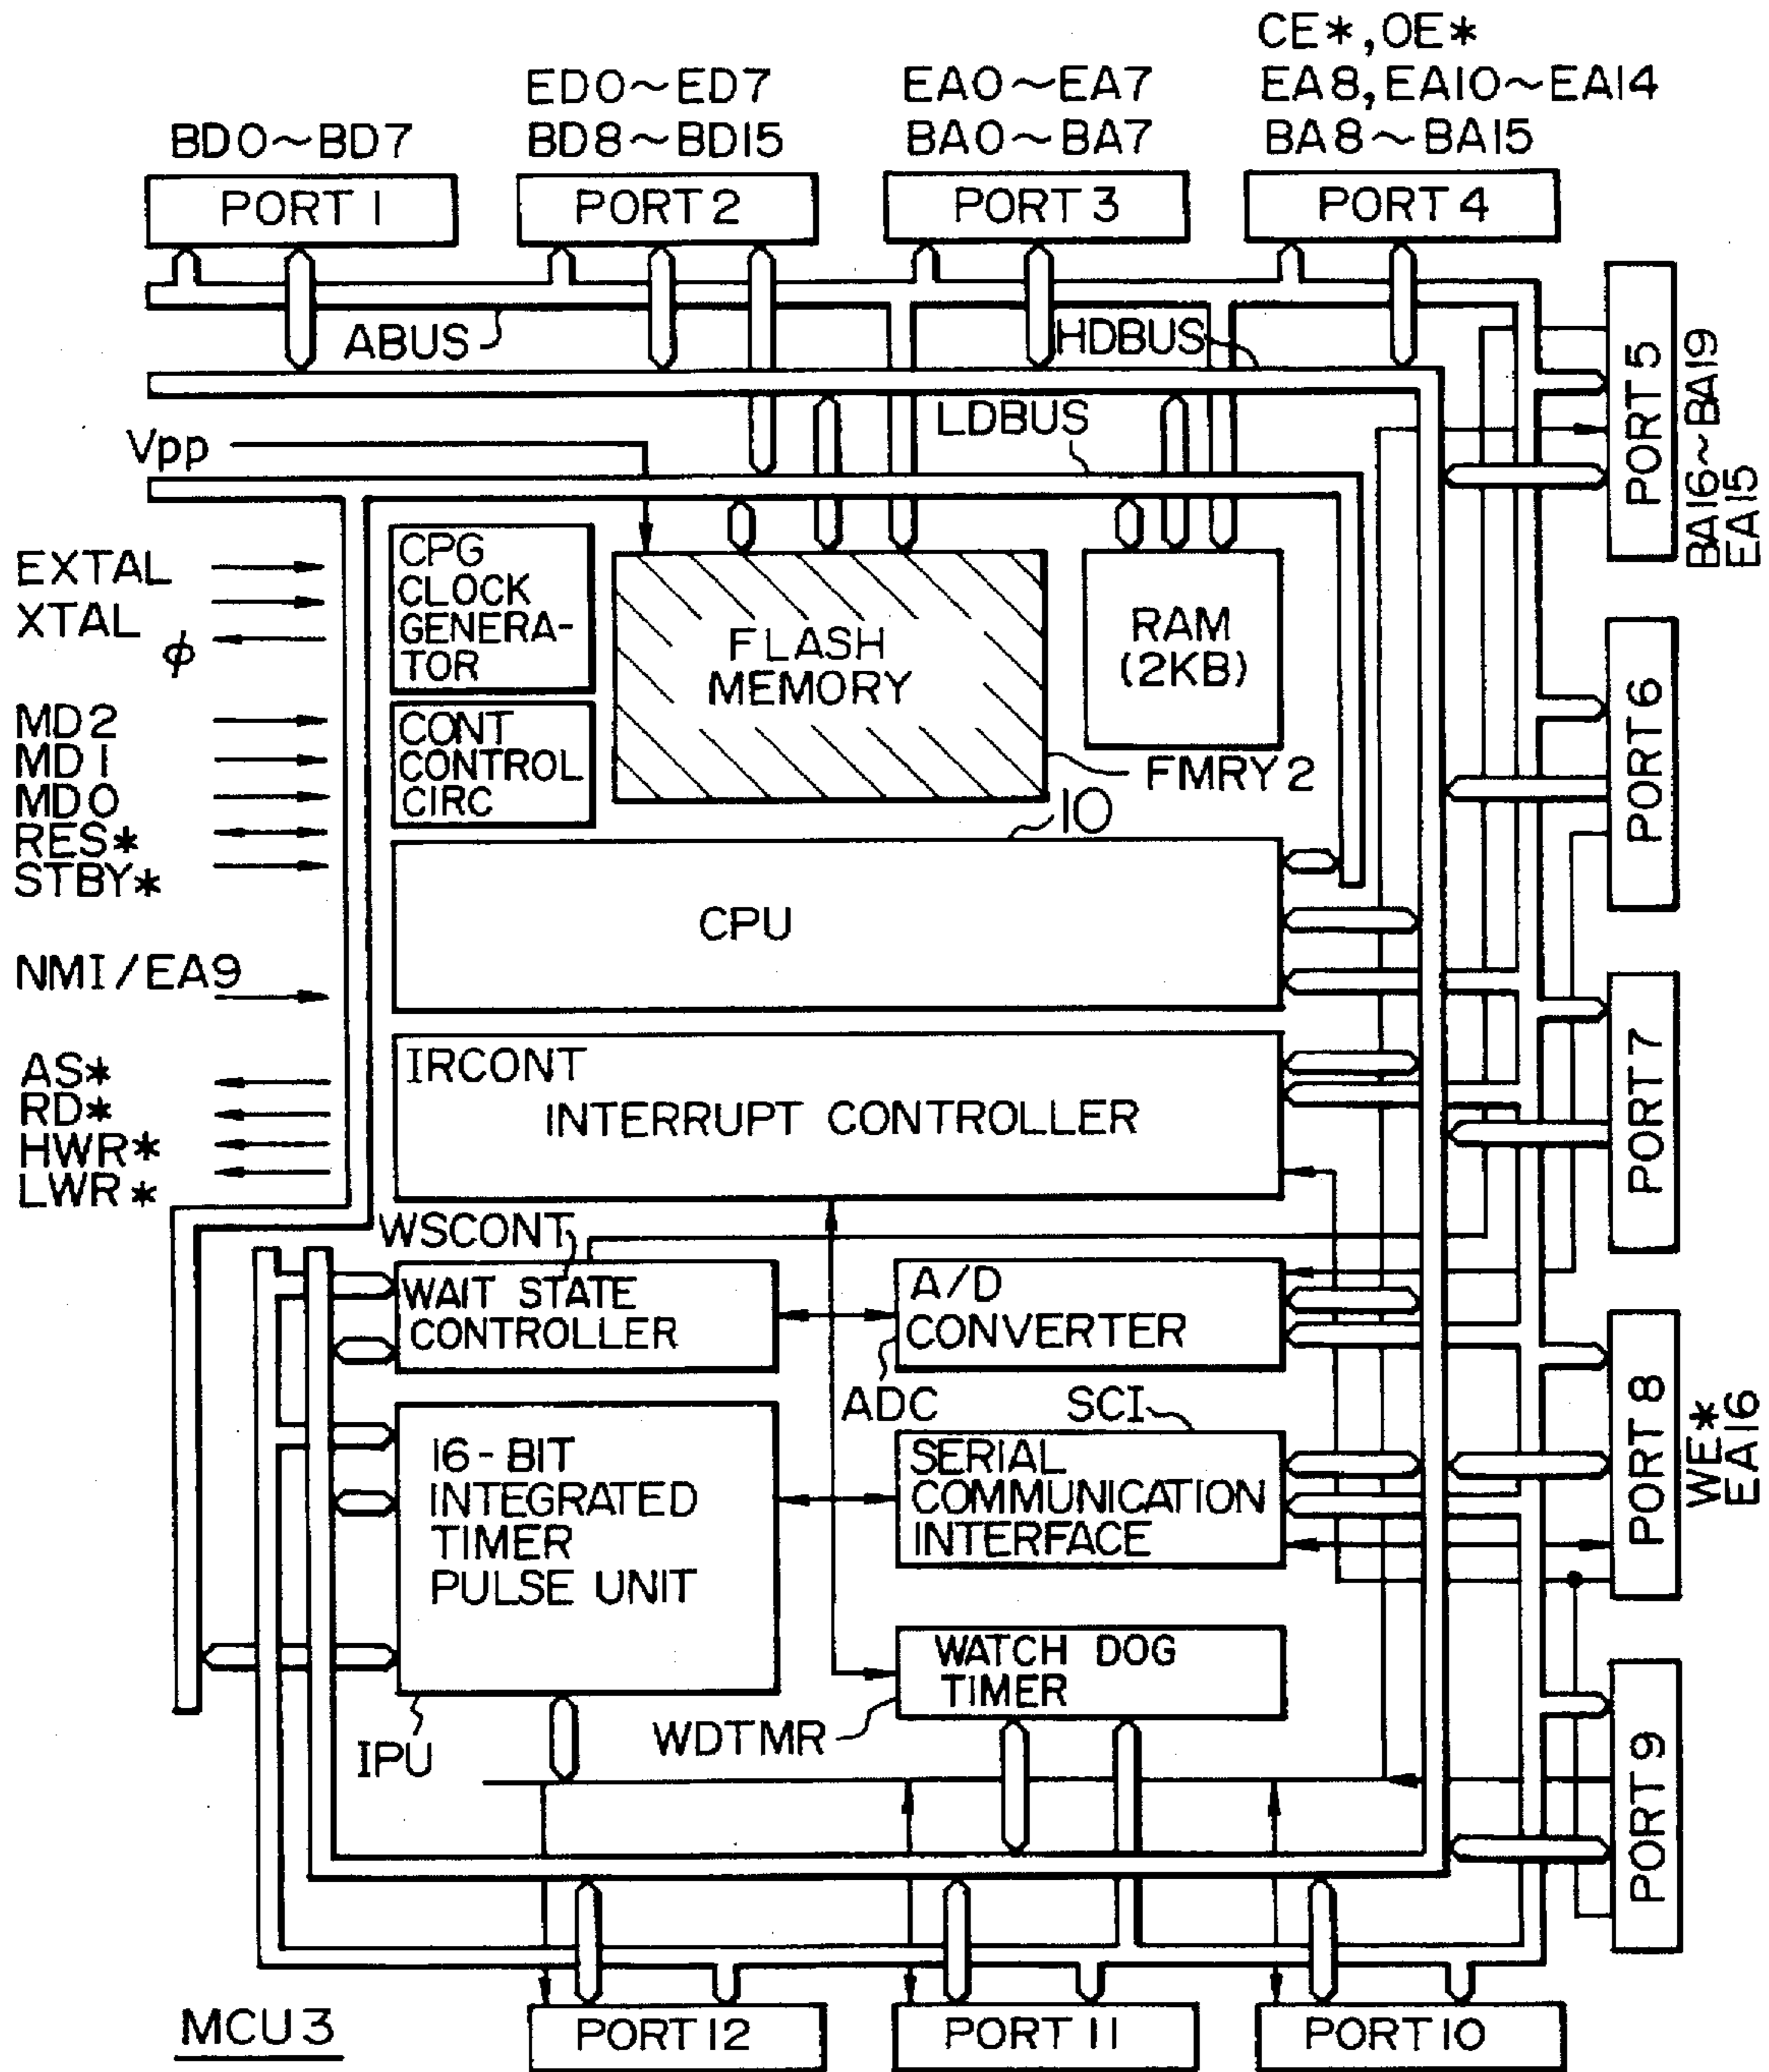 CE*, OE*
ED0~ED7 EA0~EA7 EA8, EA10~EA14
BD0~BD7 BD8~BD15 BA0~BA7 BA8~BA15
PORT 1 PORT 2 PORT 3 PORT 4
ABUS HDBUS
LDBUS
Vpp
PORT 5
BA16~BA19
EA15
EXTAL
XTAL
φ
CPG
CLOCK
GENERA-
TOR
FLASH
MEMORY
RAM
(2KB)
PORT 6
MD2
MD1
MD0
RES*
STBY*
CONT
CONTROL
CIRC
FMRY 2
10
CPU
NMI/EA9
PORT 7
IRCONT
INTERRUPT CONTROLLER
AS*
RD*
HWR*
LWR*
WSCONT
WAIT STATE
CONTROLLER
A/D
CONVERTER
ADC
SCI
PORT 8
WE*
EA16
16-BIT
INTEGRATED
TIMER
PULSE UNIT
SERIAL
COMMUNICATION
INTERFACE
WATCH DOG
TIMER
WDTMR
IPU
PORT 9
MCU3
PORT 12 PORT 11 PORT 10